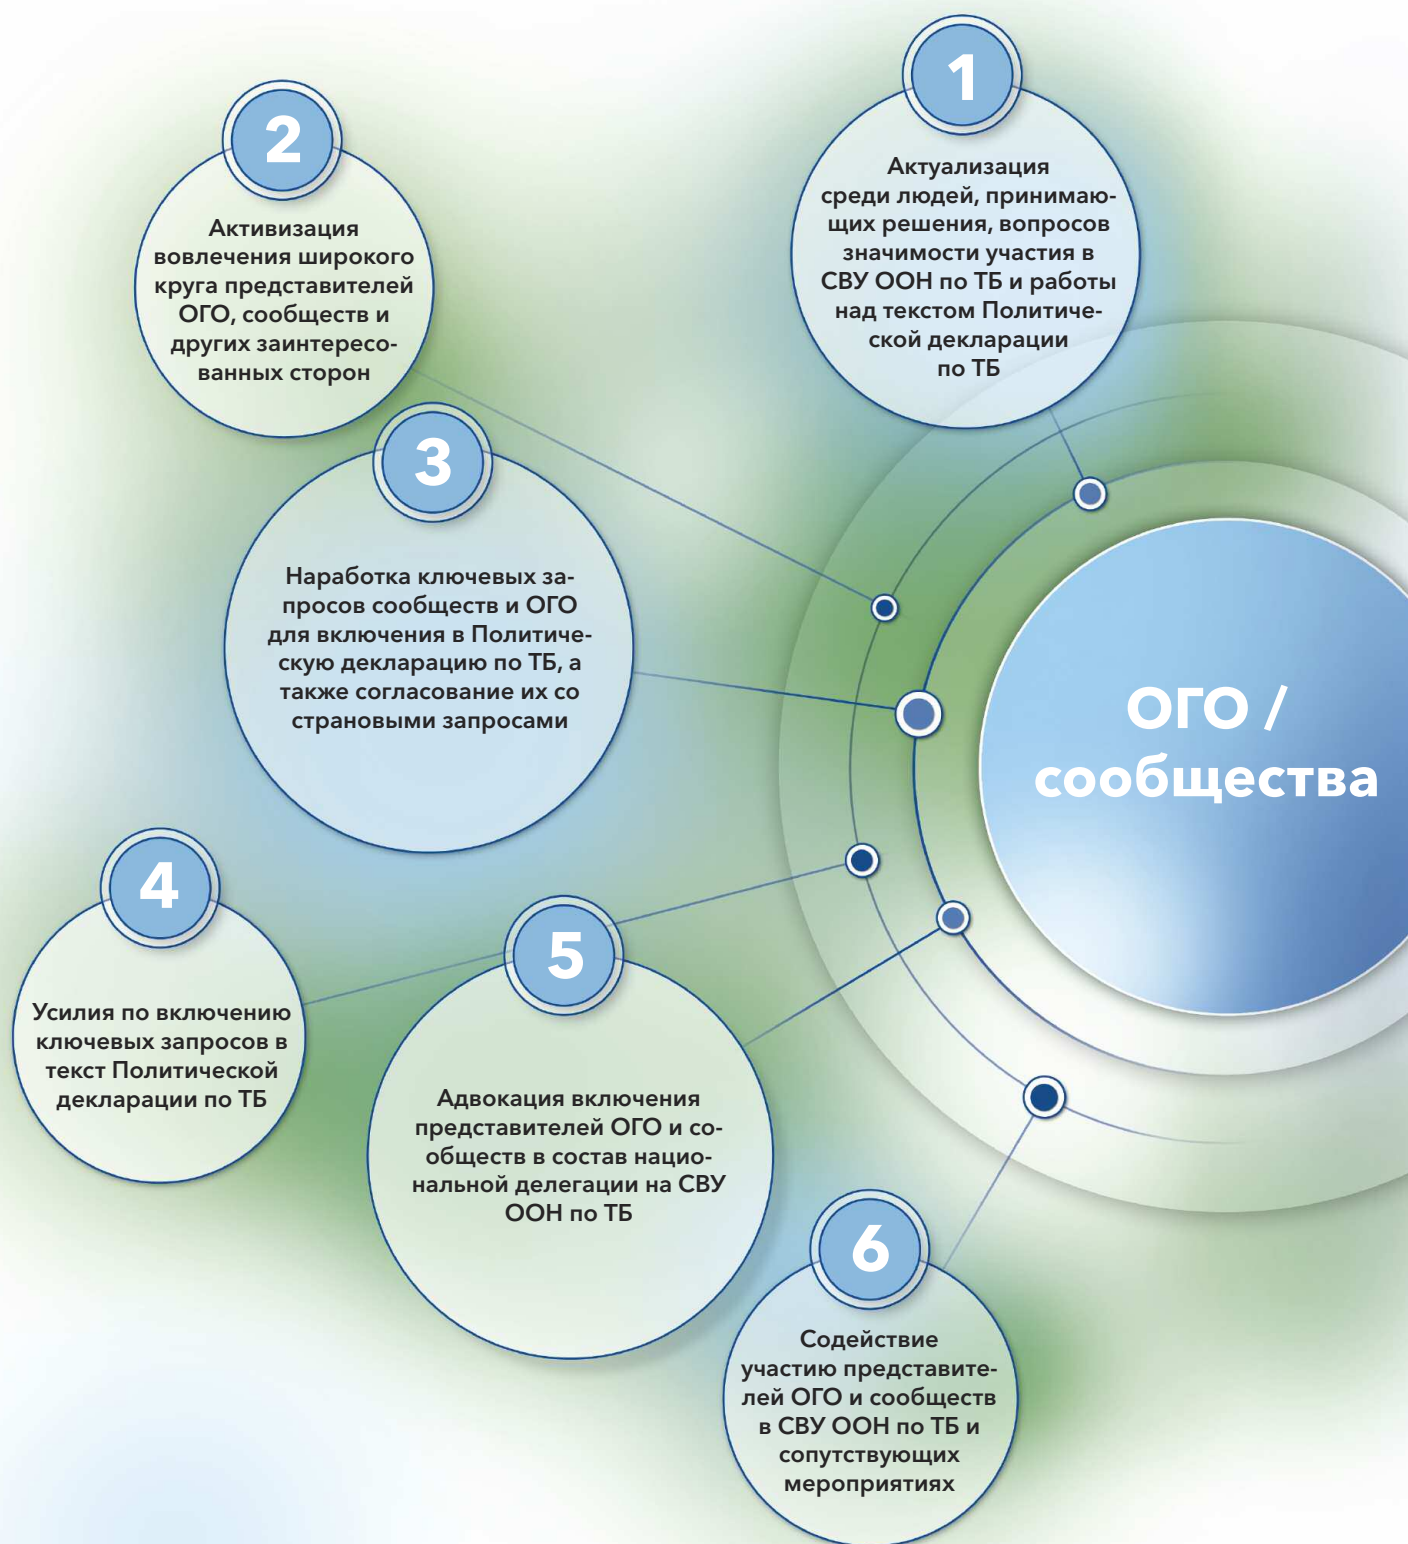 1
Актуализация
среди людей, принимаю-
щих решения, вопросов
значимости участия в
СВУ ООН по ТБ и работы
над текстом Политиче-
ской декларации
по ТБ
2
Активизация
вовлечения широкого
круга представителей
ОГО, сообществ и
других заинтересо-
ванных сторон
3
Наработка ключевых за-
просов сообществ и ОГО
для включения в Политиче-
скую декларацию по ТБ, а
также согласование их со
страновыми запросами
ОГО /
сообщества
4
Усилия по включению
ключевых запросов в
текст Политической
декларации по ТБ
5
Адвокация включения
представителей ОГО и со-
обществ в состав нацио-
нальной делегации на СВУ
ООН по ТБ
6
Содействие
участию представите-
лей ОГО и сообществ
в СВУ ООН по ТБ и
сопутствующих
мероприятиях